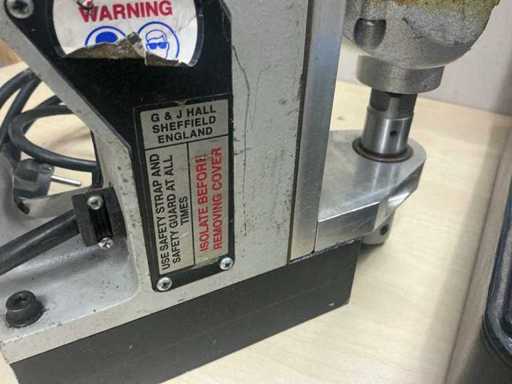 WARNING
G & J HALL
SHEFFIELD
ENGLAND
USE SAFETY STRAP AND
SAFETY GUARD AT ALL
TIMES
ISOLATE BEFORE
REMOVING COVER